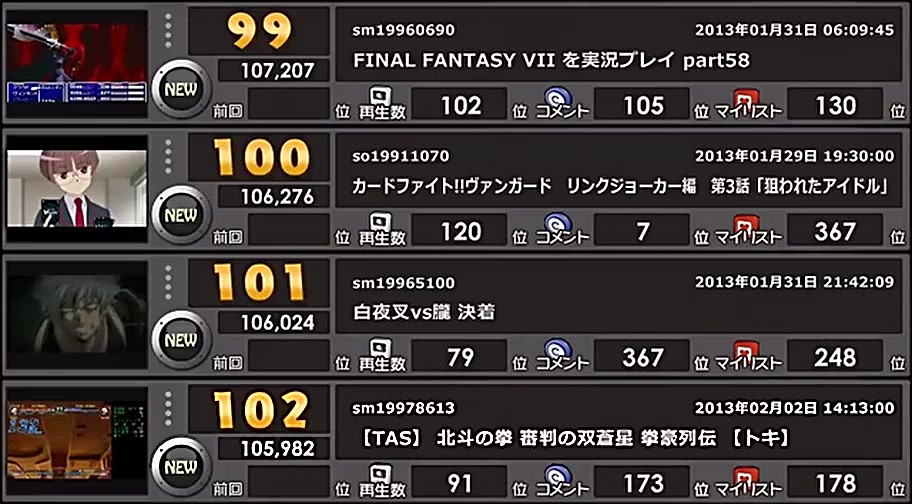 99
107,207
NEW
前回 位
sm19960690 2013年01月31日 06:09:45
FINAL FANTASY VII を実況プレイ part58
再生数 102 位 コメント 105 位 マイリスト 130 位
100
106,276
NEW
前回 位
so19911070 2013年01月29日 19:30:00
カードファイト!!ヴァンガード リンクジョーカー編 第3話「狙われたアイドル」
再生数 120 位 コメント 7 位 マイリスト 367 位
101
106,024
NEW
前回 位
sm19965100 2013年01月31日 21:42:09
白夜叉vs朧 決着
再生数 79 位 コメント 367 位 マイリスト 248 位
102
105,982
NEW
前回 位
sm19978613 2013年02月02日 14:13:00
【TAS】 北斗の拳 審判の双蒼星 拳豪列伝 【トキ】
再生数 91 位 コメント 173 位 マイリスト 178 位